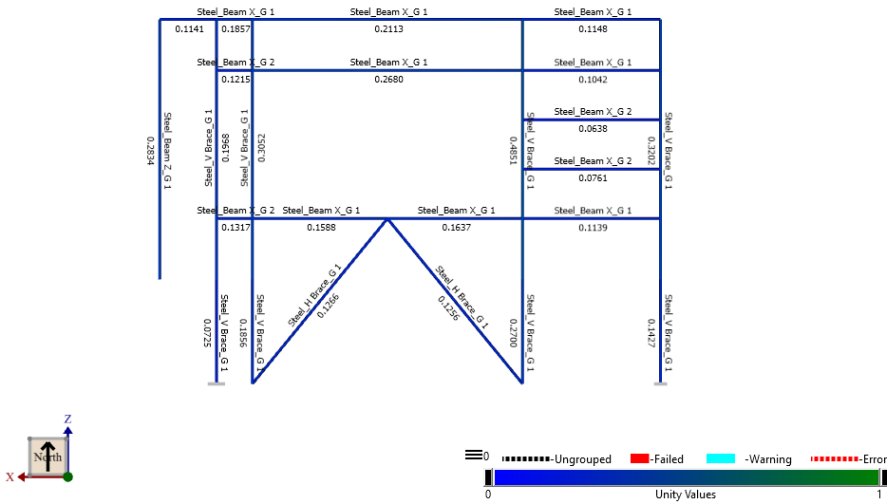 Steel_Beam X_G 1 Steel_Beam X_G 1 Steel_Beam X_G 1
0.1141 0.1857 0.2113 0.1148
Steel_Beam X_G 2 Steel_Beam X_G 1 Steel_Beam X_G 1
0.1215 0.2680 0.1042
Steel_Beam X_G 2
0.0638
Steel_Beam X_G 2
0.0761
Steel_Beam Z_G 1
0.2834
Steel_V Brace_G 1
0.1968
Steel_V Brace_G 1
0.3052
Steel_V Brace_G 1
0.4851
Steel_V Brace_G 1
0.3202
Steel_Beam X_G 2 Steel_Beam X_G 1 Steel_Beam X_G 1 Steel_Beam X_G 1
0.1317 0.1588 0.1637 0.1139
Steel_V Brace_G 1
0.0725
Steel_V Brace_G 1
0.1856
Steel_H Brace_G 1
0.1266
Steel_H Brace_G 1
0.1256
Steel_V Brace_G 1
0.2700
Steel_V Brace_G 1
0.1427
Z
North
X
0 -Ungrouped -Failed -Warning -Error
0 1
Unity Values